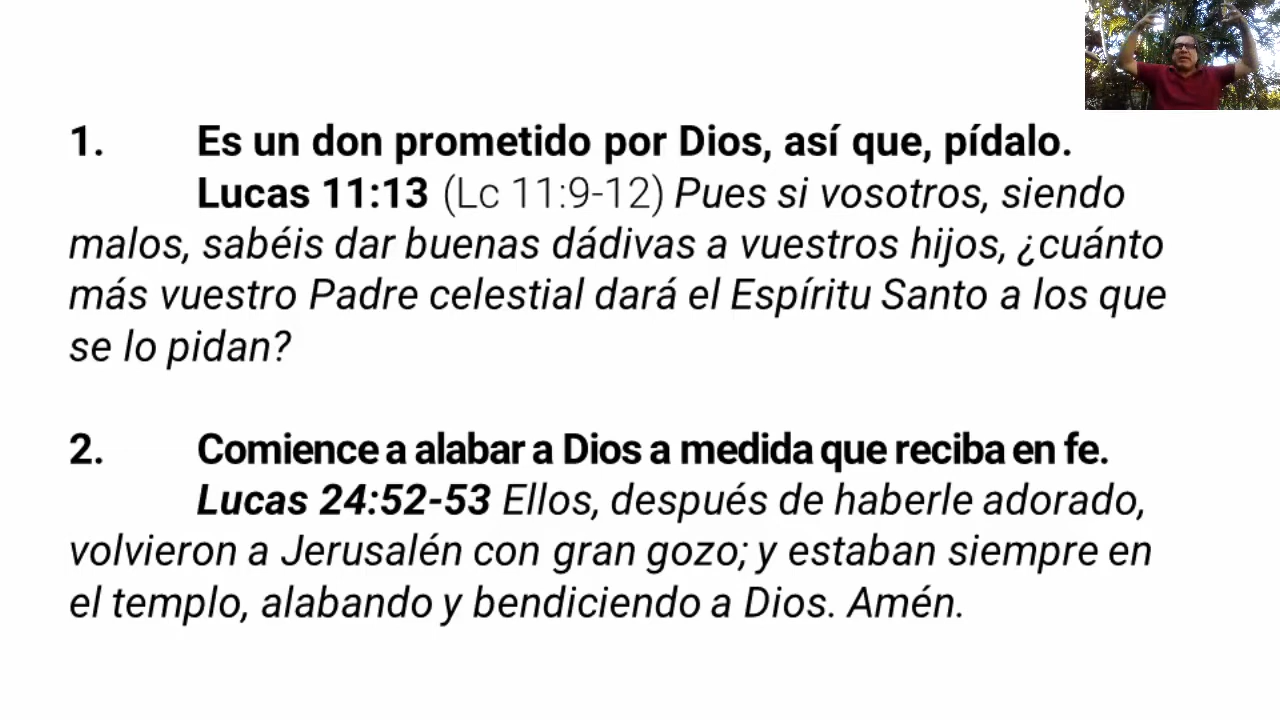 1. Es un don prometido por Dios, así que, pídalo.
Lucas 11:13 (Lc 11:9-12) Pues si vosotros, siendo
malos, sabéis dar buenas dádivas a vuestros hijos, ¿cuánto
más vuestro Padre celestial dará el Espíritu Santo a los que
se lo pidan?
2. Comience a alabar a Dios a medida que reciba en fe.
Lucas 24:52-53 Ellos, después de haberle adorado,
volvieron a Jerusalén con gran gozo; y estaban siempre en
el templo, alabando y bendiciendo a Dios. Amén.